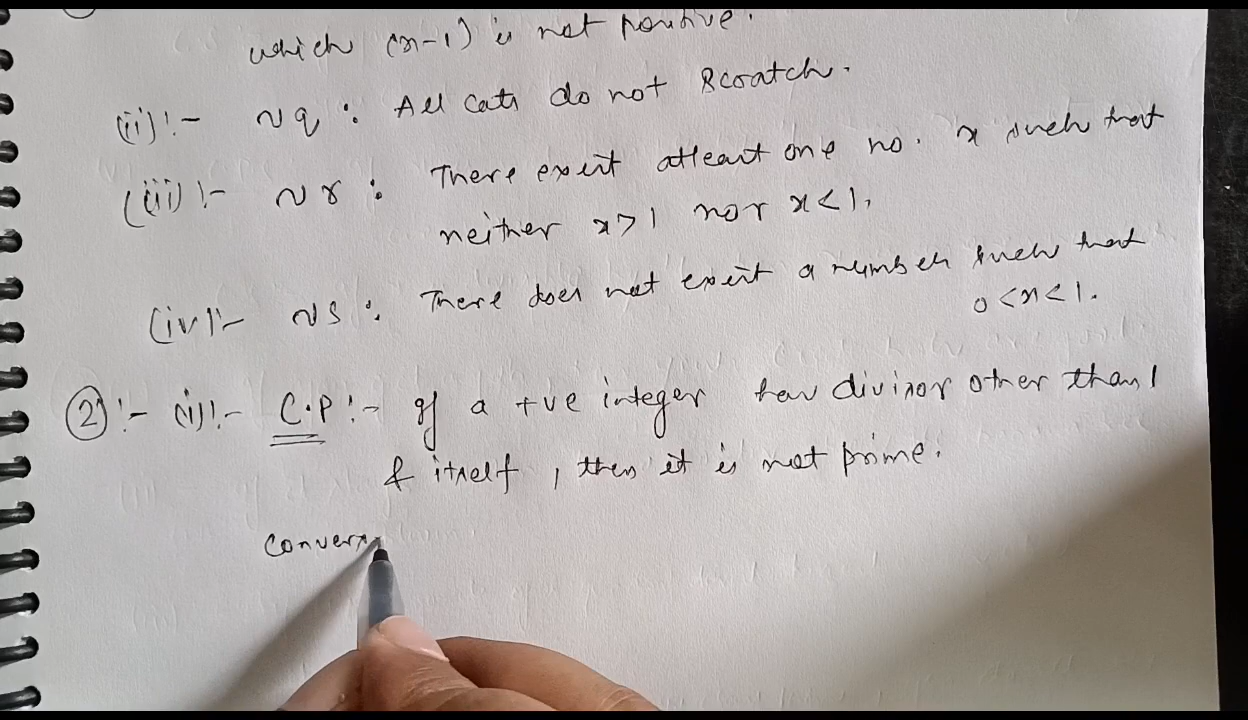 which (x-1) is not positive.
(ii):- ~q : All cats do not scratch.
(iii):- ~r : There exist atleast one no. x such that
neither x>1 nor x<1.
(iv):- ~s : There does not exist a number such that
0<x<1.
(2):- (i):- C.P:- If a +ve integer has divisor other than 1
& itself, then it is not prime.
convers